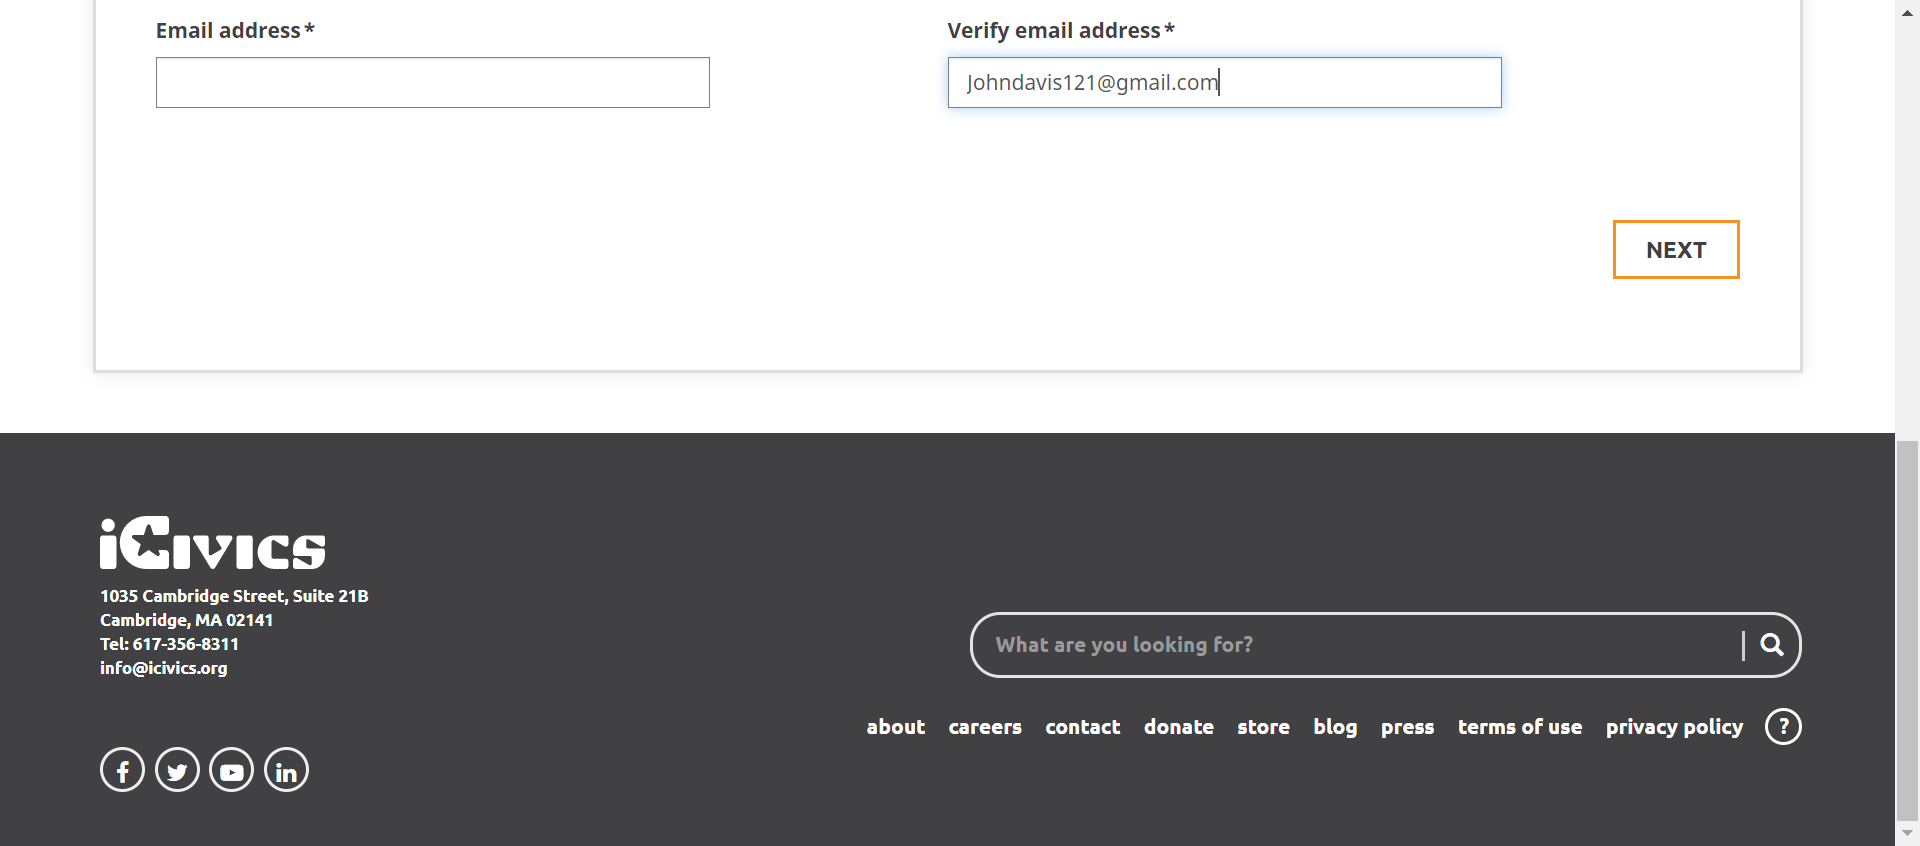 Email address*
Verify email address*
Johndavis121@gmail.com
NEXT
iCivics
1035 Cambridge Street, Suite 21B
Cambridge, MA 02141
Tel: 617-356-8311
info@icivics.org
What are you looking for?
about careers contact donate store blog press terms of use privacy policy ?
f in